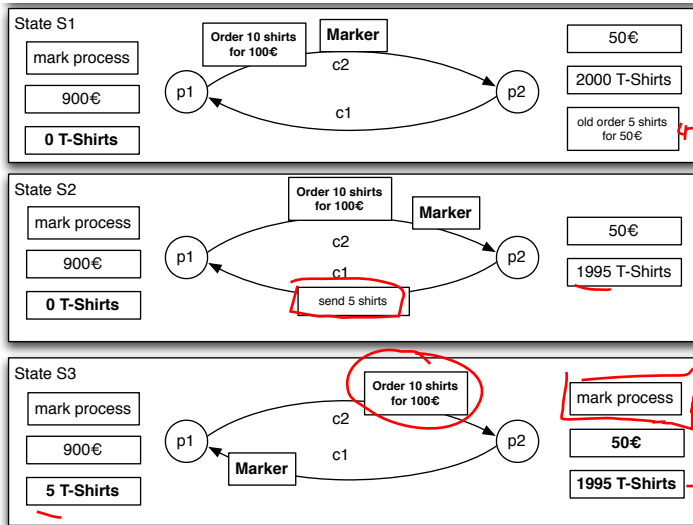 State S1
mark process
900€
0 T-Shirts
Order 10 shirts
for 100€
Marker
c2
p1
p2
c1
50€
2000 T-Shirts
old order 5 shirts
for 50€
State S2
mark process
900€
0 T-Shirts
Order 10 shirts
for 100€
Marker
c2
p1
p2
c1
send 5 shirts
50€
1995 T-Shirts
State S3
mark process
900€
5 T-Shirts
Order 10 shirts
for 100€
c2
p1
p2
c1
Marker
mark process
50€
1995 T-Shirts